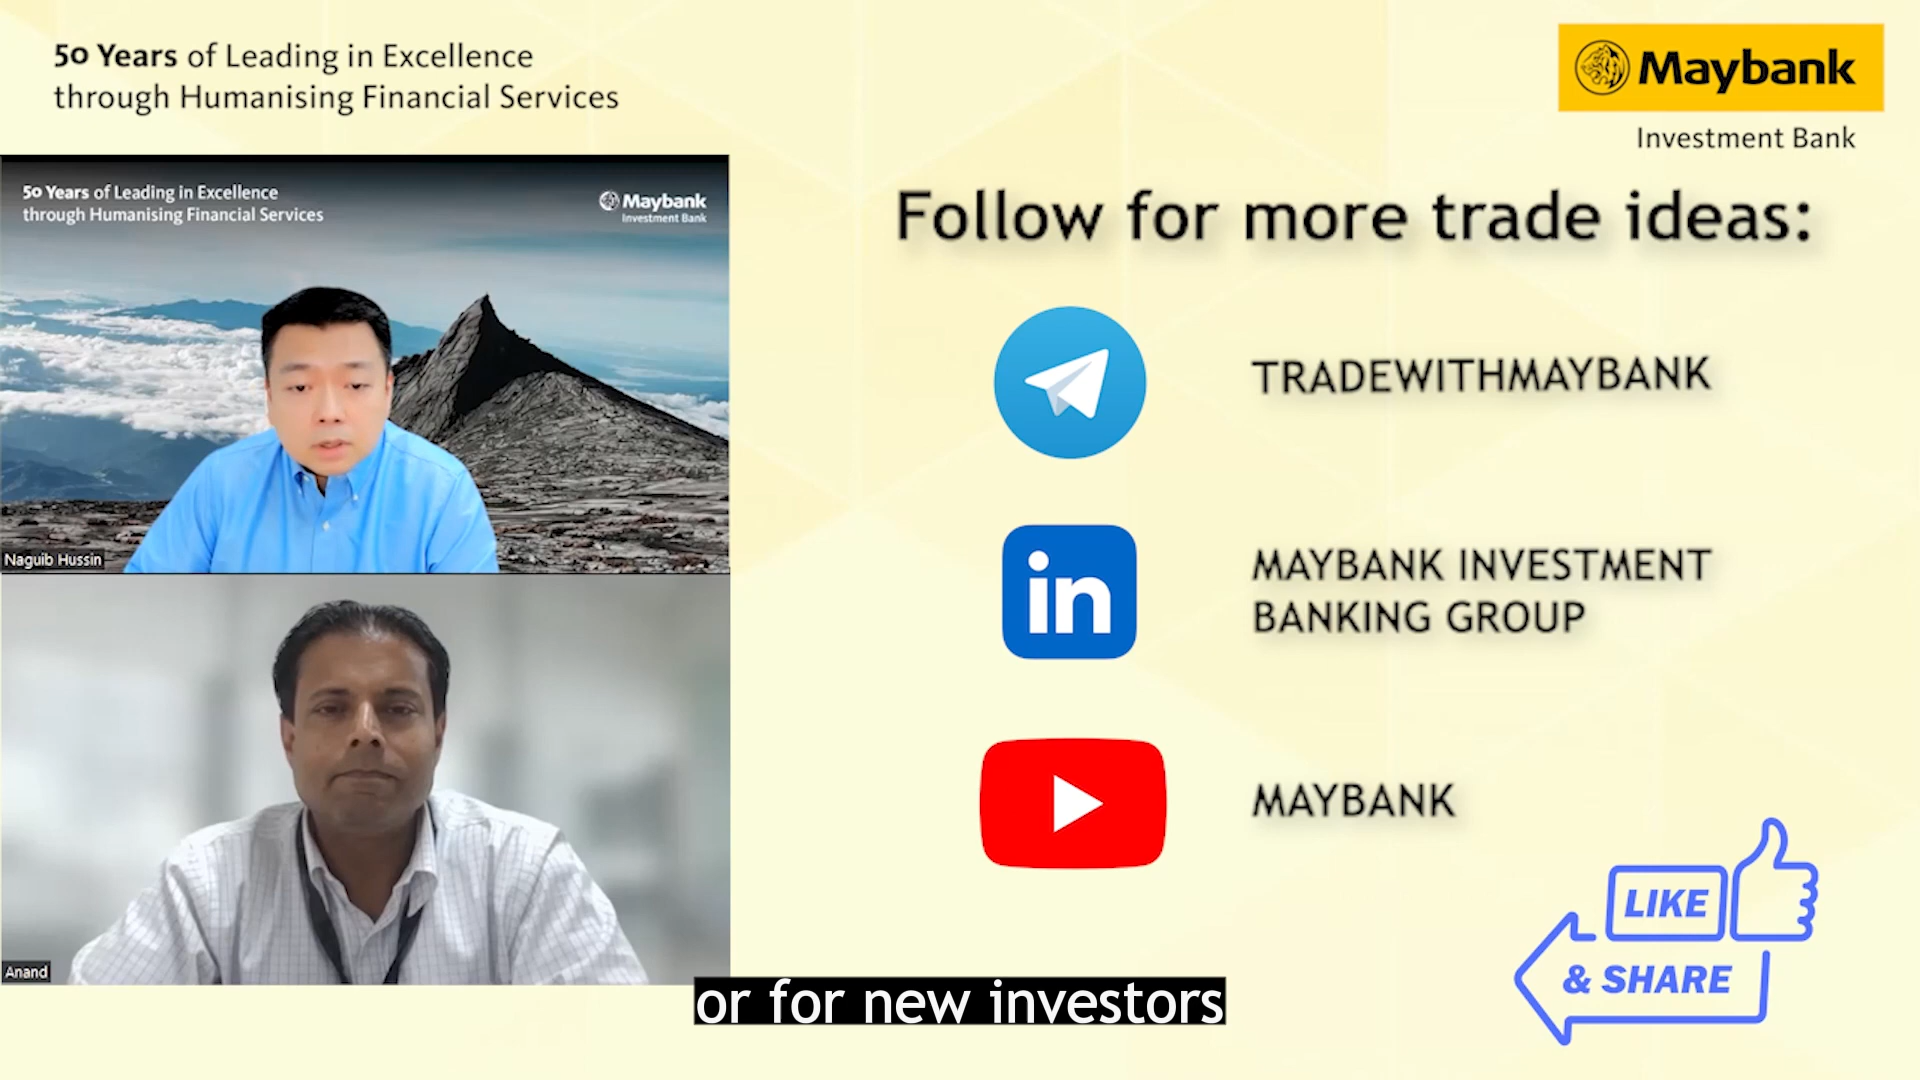 50 Years of Leading in Excellence
through Humanising Financial Services
Maybank
Investment Bank
50 Years of Leading in Excellence
through Humanising Financial Services
Maybank
Investment Bank
Naguib Hussin
Anand
Follow for more trade ideas:
TRADEWITHMAYBANK
in
MAYBANK INVESTMENT
BANKING GROUP
MAYBANK
LIKE
& SHARE
or for new investors